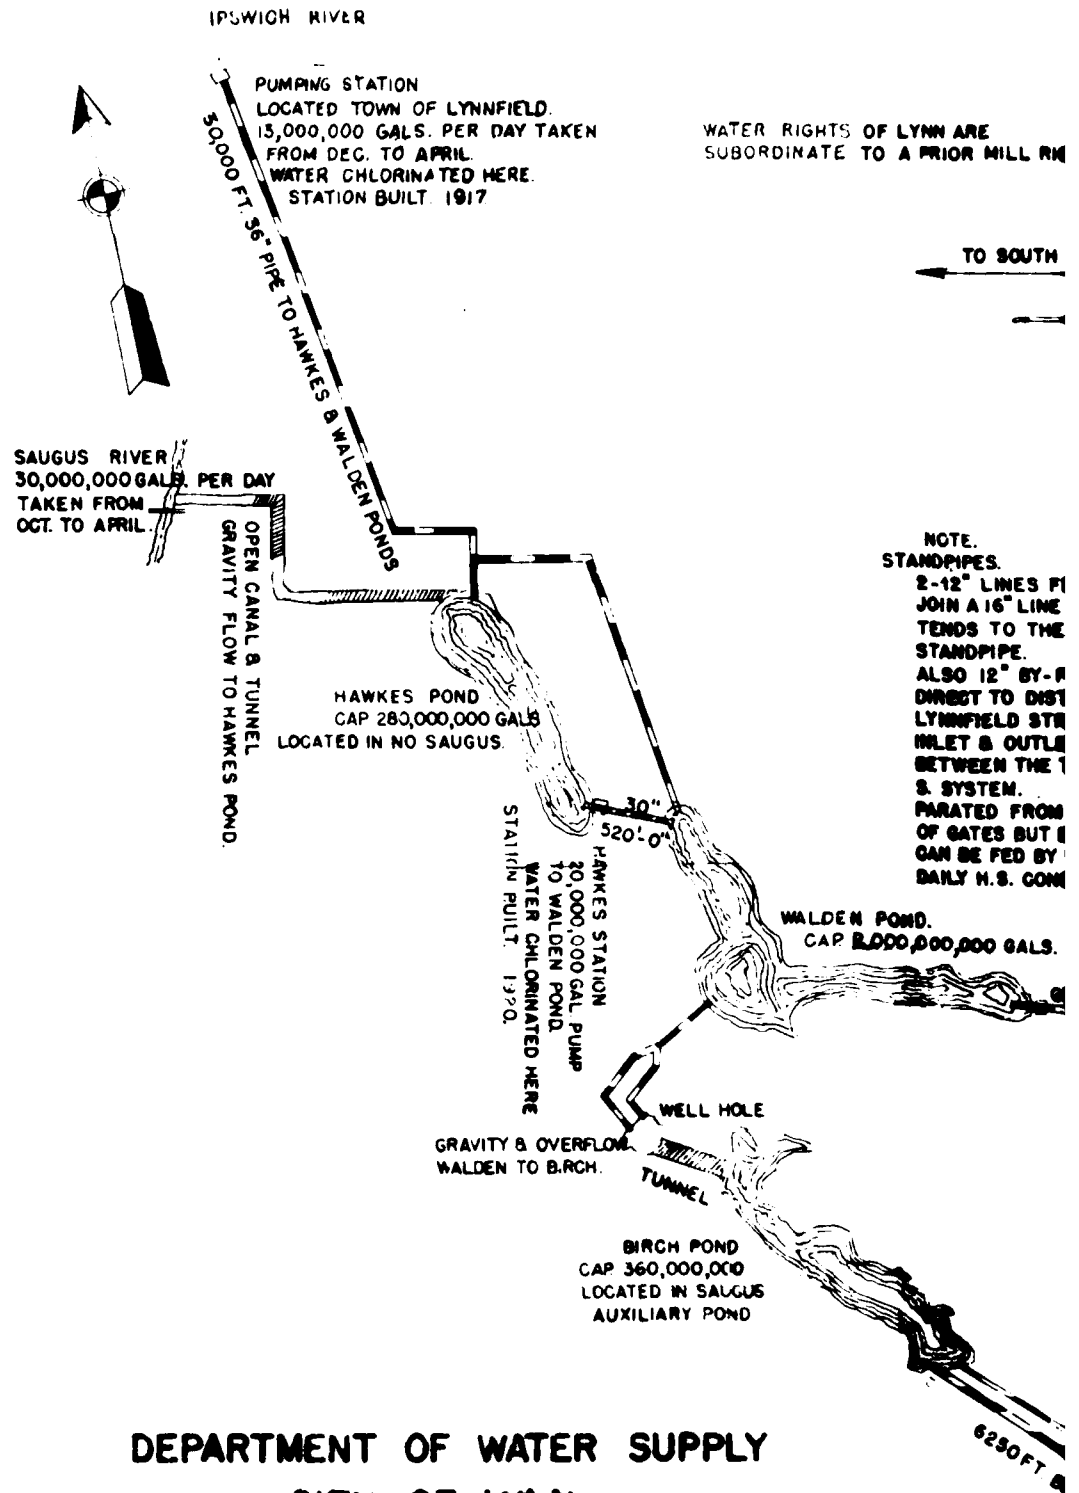 IPSWICH RIVER
PUMPING STATION
LOCATED TOWN OF LYNNFIELD.
13,000,000 GALS. PER DAY TAKEN
FROM DEC. TO APRIL.
WATER CHLORINATED HERE.
STATION BUILT 1917
30,000 FT. 36" PIPE TO HAWKES & WALDEN PONDS
WATER RIGHTS OF LYNN ARE
SUBORDINATE TO A PRIOR MILL
TO SOUTH
SAUGUS RIVER
30,000,000 GALS. PER DAY
TAKEN FROM
OCT. TO APRIL.
OPEN CANAL & TUNNEL
GRAVITY FLOW TO HAWKES POND.
NOTE.
STANDPIPES.
2-12" LINES
JOIN A 16" LINE
TENDS TO THE
STANDPIPE.
ALSO 12" BY-
DIRECT TO DIST
LYNNFIELD STR
INLET & OUTLE
BETWEEN THE
S. SYSTEM.
PARATED FROM
OF GATES BUT
CAN BE FED BY
DAILY H.S. CON
HAWKES POND
CAP 280,000,000 GALS
LOCATED IN NO SAUGUS.
30"
520'-0"
HAWKES STATION
20,000,000 GAL. PUMP
TO WALDEN POND.
WATER CHLORINATED HERE
STATION BUILT. 1920.
WALDEN POND.
CAP. 2,000,000,000 GALS.
WELL HOLE
GRAVITY & OVERFLOW
WALDEN TO BIRCH.
TUNNEL
BIRCH POND
CAP. 360,000,000
LOCATED IN SAUGUS
AUXILIARY POND
6250 FT.
DEPARTMENT OF WATER SUPPLY
CITY OF LYNN